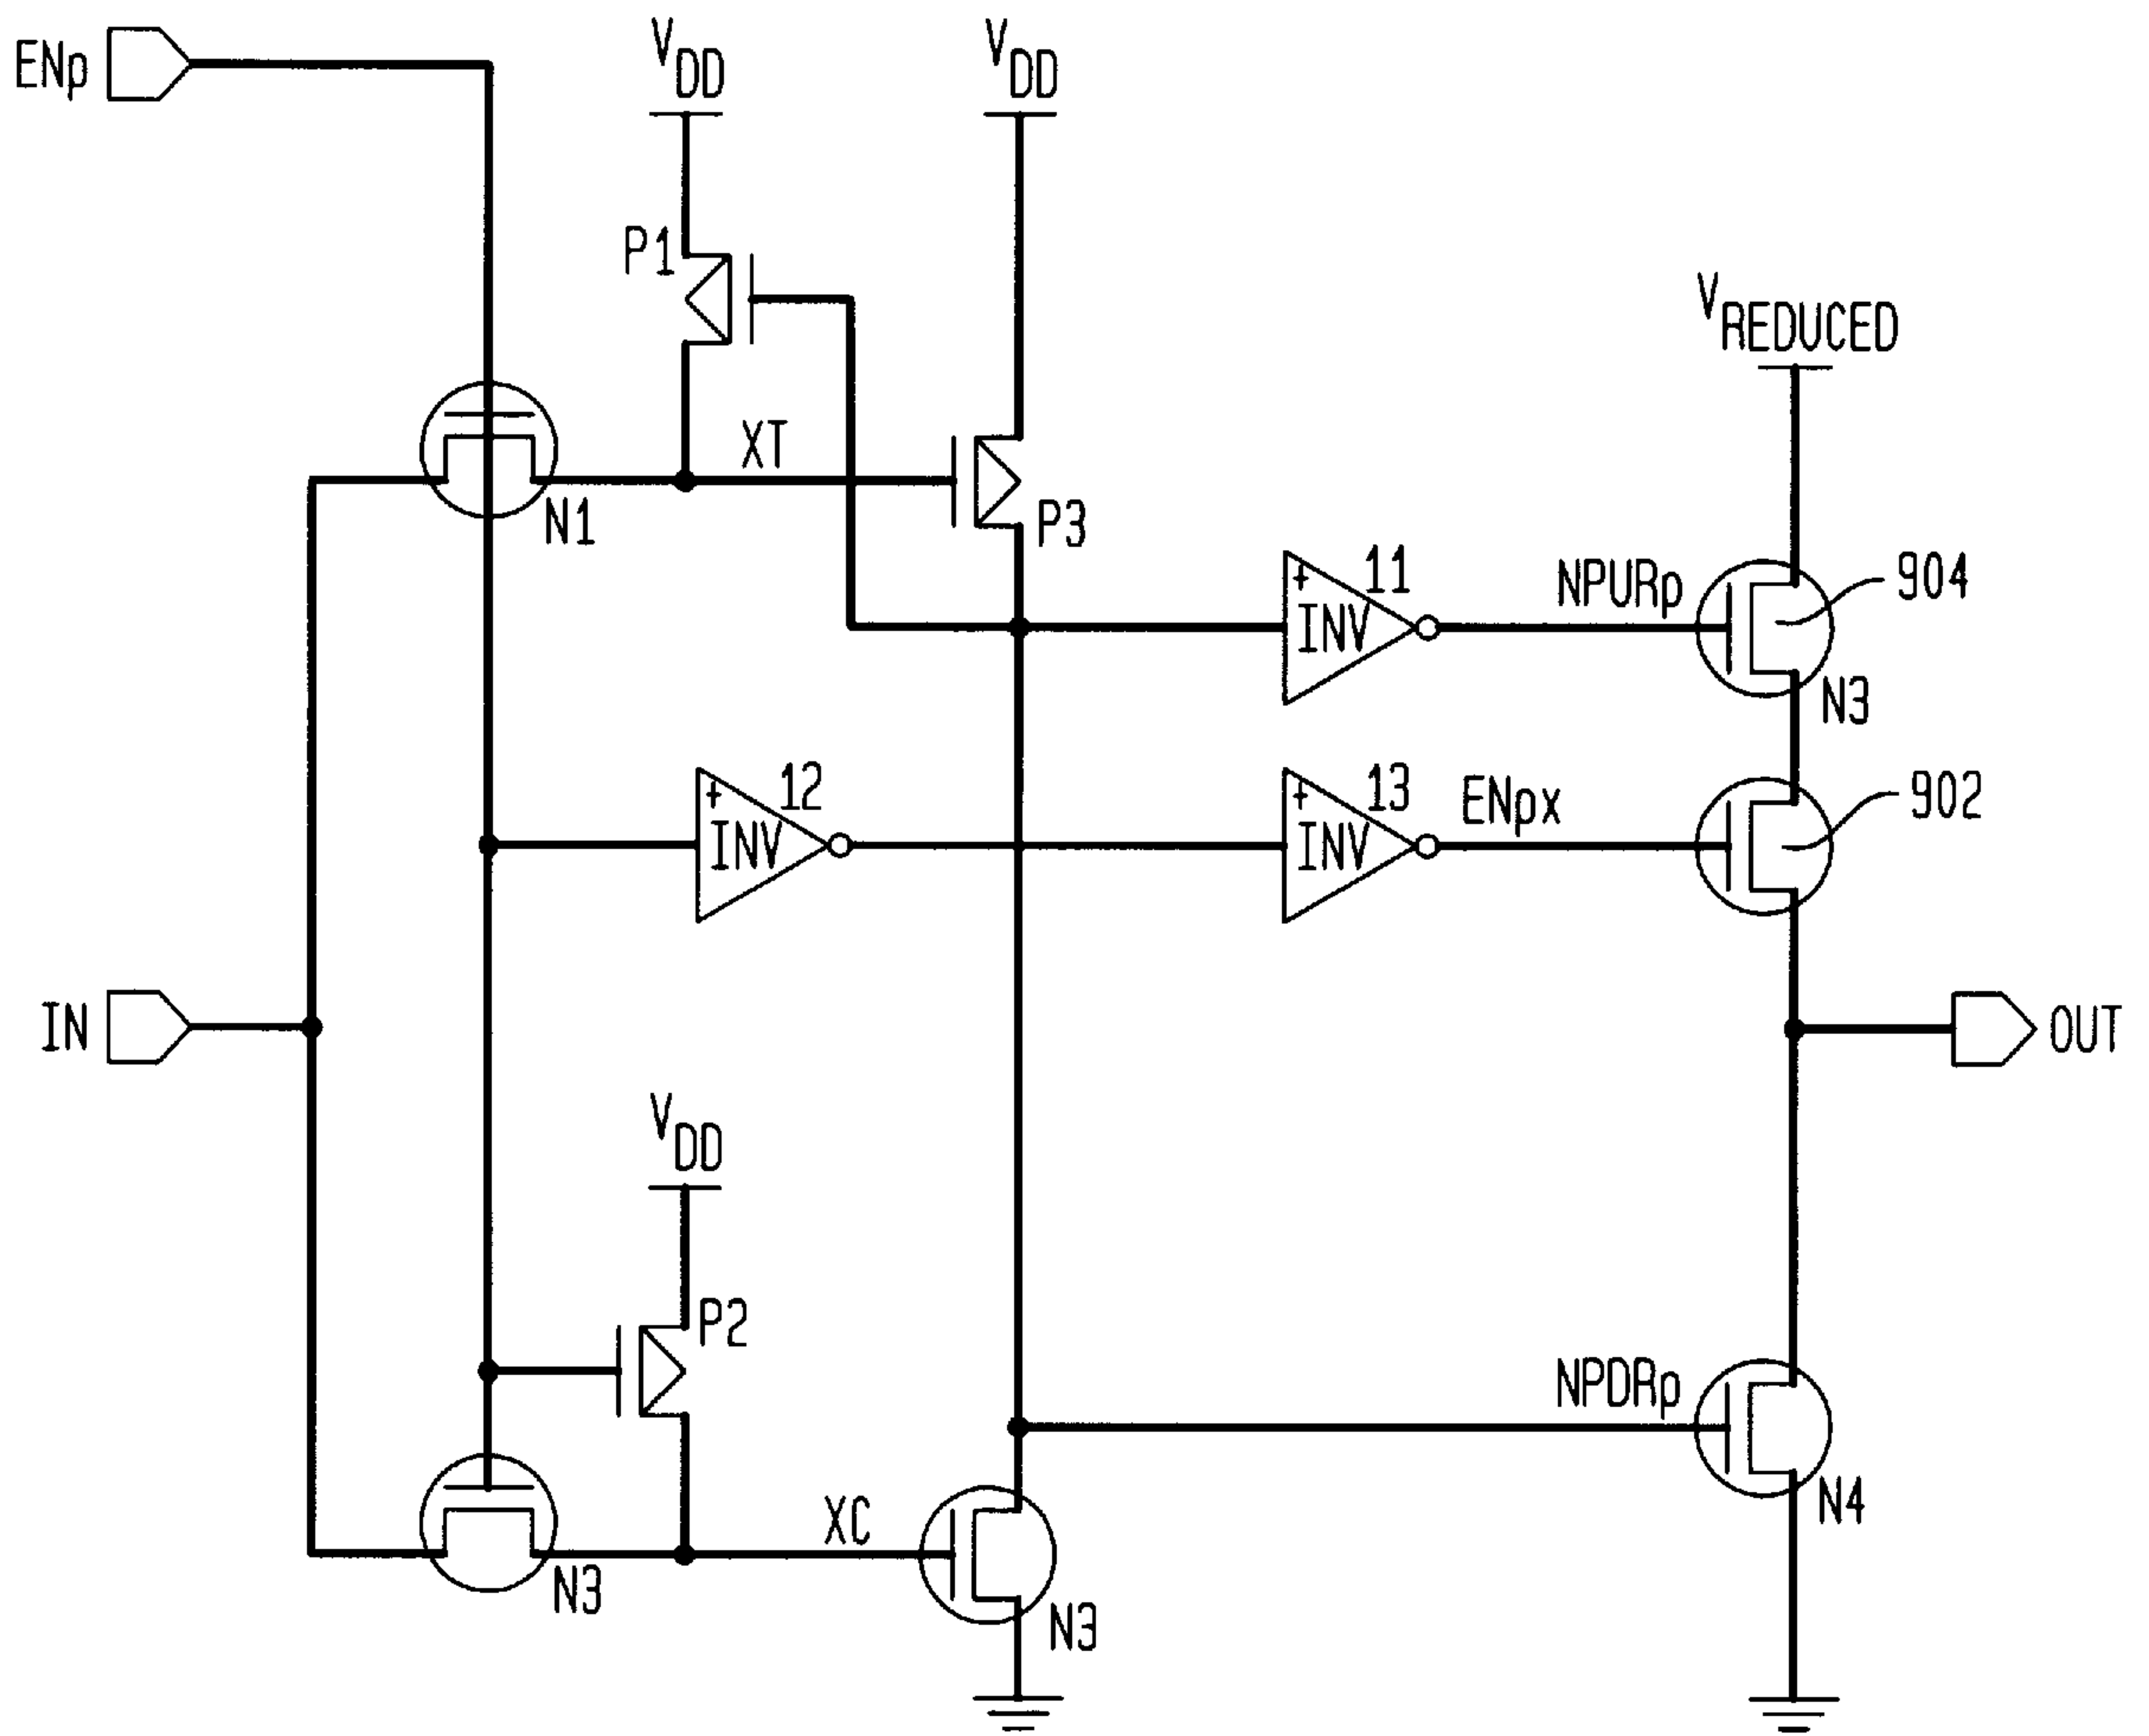 ENp
VDD
VDD
P1
VREDUCED
XT
N1
P3
11
+
INV
NPURp
904
N3
12
+
INV
13
+
INV
ENpx
902
IN
OUT
VDD
P2
NPDRp
N4
XC
N3
N3